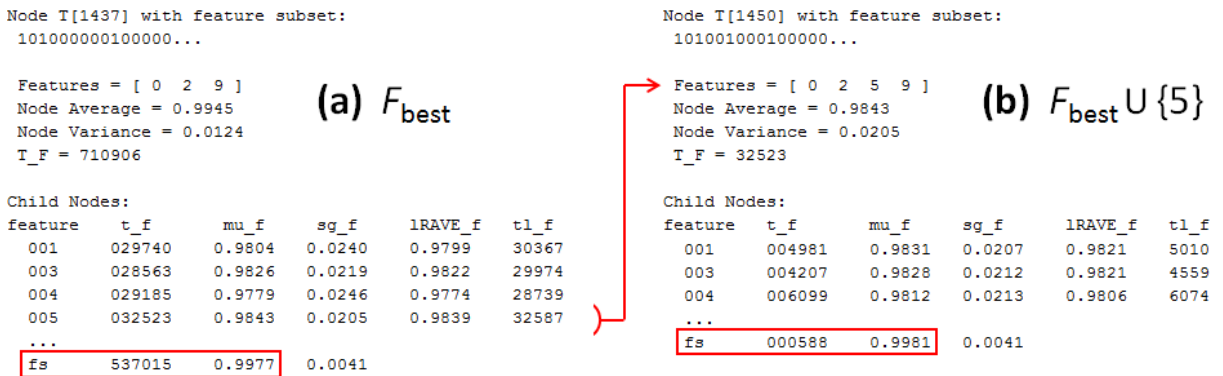 Node T[1437] with feature subset:
101000000100000...
Features = [ 0 2 9 ]
Node Average = 0.9945
Node Variance = 0.0124
T_F = 710906
(a) Fbest
Child Nodes:
feature t_f mu_f sg_f lRAVE_f tl_f
001 029740 0.9804 0.0240 0.9799 30367
003 028563 0.9826 0.0219 0.9822 29974
004 029185 0.9779 0.0246 0.9774 28739
005 032523 0.9843 0.0205 0.9839 32587
...
fs 537015 0.9977 0.0041
Node T[1450] with feature subset:
101001000100000...
Features = [ 0 2 5 9 ]
Node Average = 0.9843
Node Variance = 0.0205
T_F = 32523
(b) Fbest U {5}
Child Nodes:
feature t_f mu_f sg_f lRAVE_f tl_f
001 004981 0.9831 0.0207 0.9821 5010
003 004207 0.9828 0.0212 0.9821 4559
004 006099 0.9812 0.0213 0.9806 6074
...
fs 000588 0.9981 0.0041